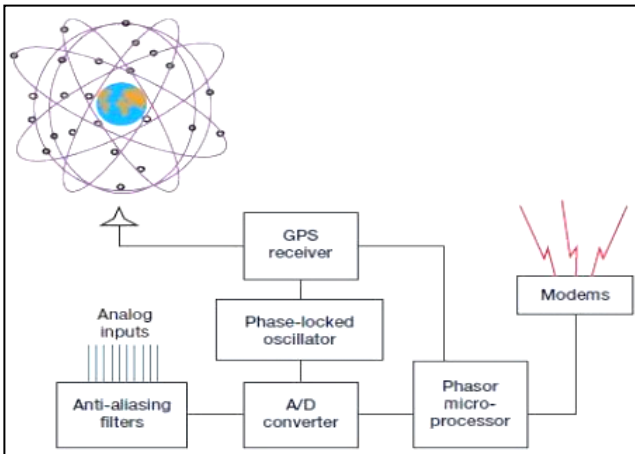 GPS
receiver
Modems
Analog
inputs
Phase-locked
oscillator
Anti-aliasing
filters
A/D
converter
Phasor
micro-
processor